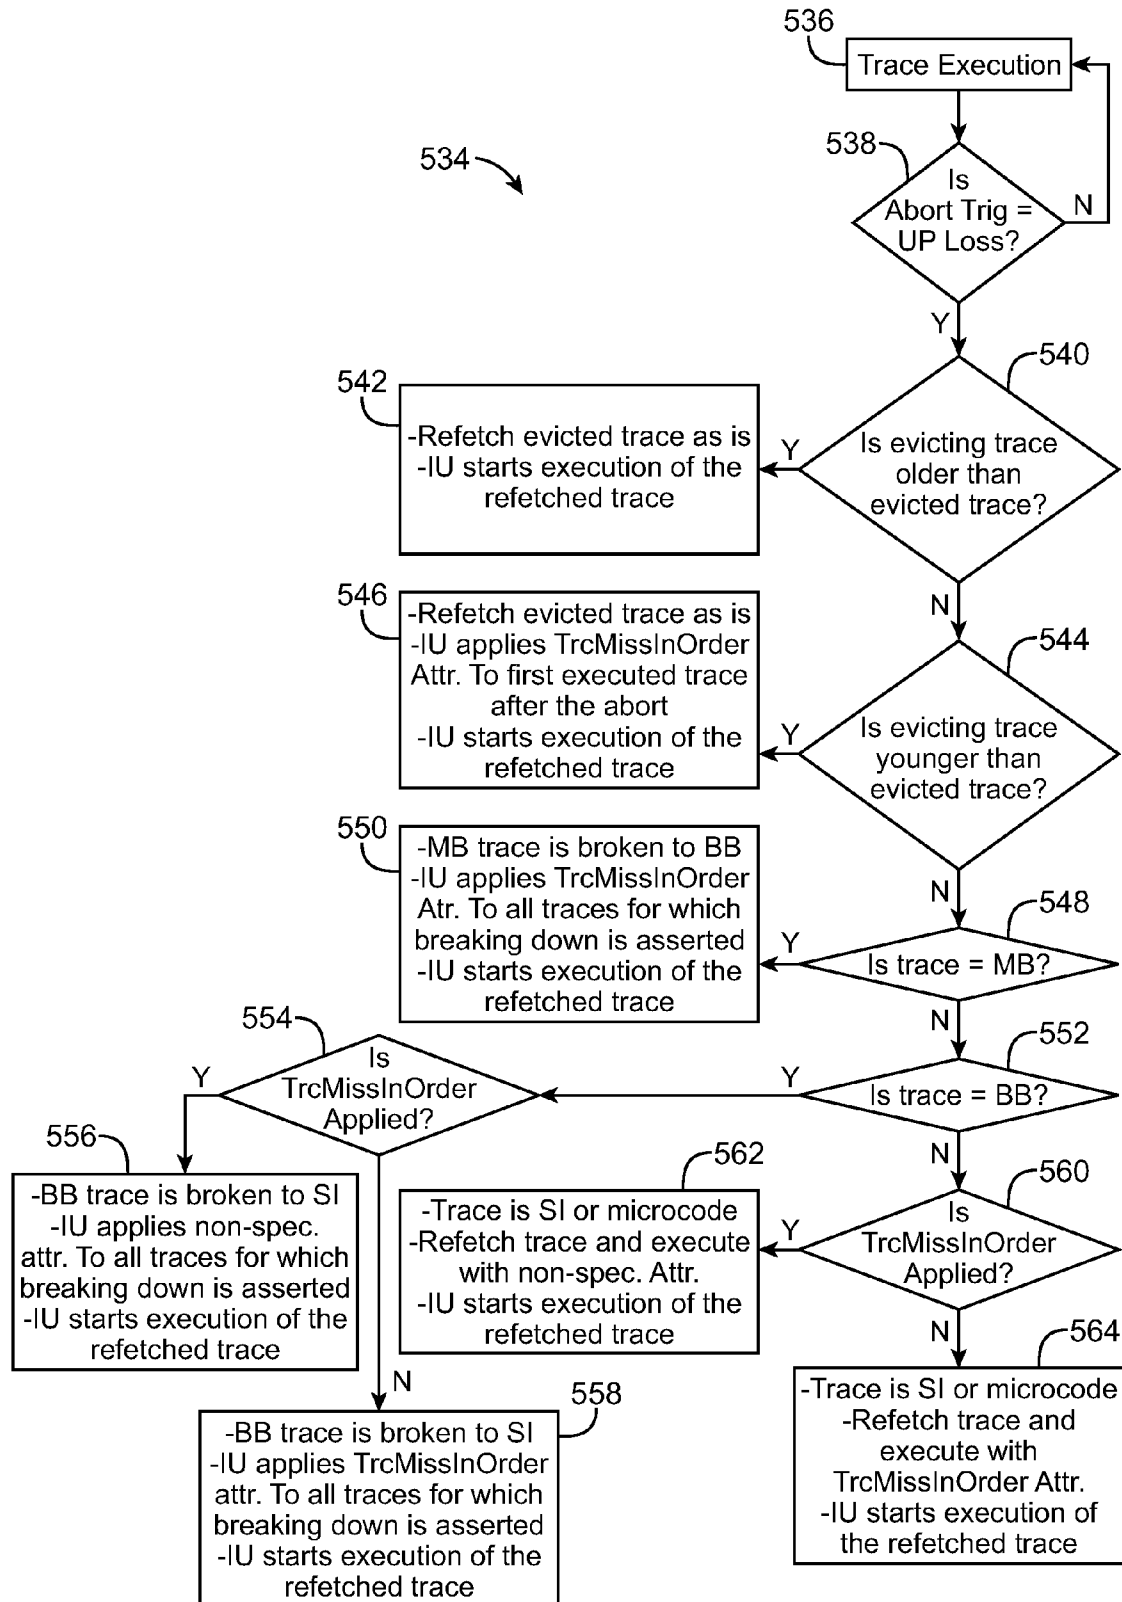 536
Trace Execution
534
538
Is
Abort Trig =
UP Loss?
N
Y
540
Is evicting trace
older than
evicted trace?
Y
542
-Refetch evicted trace as is
-IU starts execution of the
refetched trace
N
544
Is evicting trace
younger than
evicted trace?
Y
546
-Refetch evicted trace as is
-IU applies TrcMissInOrder
Attr. To first executed trace
after the abort
-IU starts execution of the
refetched trace
N
548
Is trace = MB?
Y
550
-MB trace is broken to BB
-IU applies TrcMissInOrder
Atr. To all traces for which
breaking down is asserted
-IU starts execution of the
refetched trace
N
552
Is trace = BB?
Y
554
Is
TrcMissInOrder
Applied?
Y
556
-BB trace is broken to SI
-IU applies non-spec.
attr. To all traces for which
breaking down is asserted
-IU starts execution of the
refetched trace
N
558
-BB trace is broken to SI
-IU applies TrcMissInOrder
attr. To all traces for which
breaking down is asserted
-IU starts execution of the
refetched trace
N
560
Is
TrcMissInOrder
Applied?
Y
562
-Trace is SI or microcode
-Refetch trace and execute
with non-spec. Attr.
-IU starts execution of the
refetched trace
N
564
-Trace is SI or microcode
-Refetch trace and
execute with
TrcMissInOrder Attr.
-IU starts execution of
the refetched trace